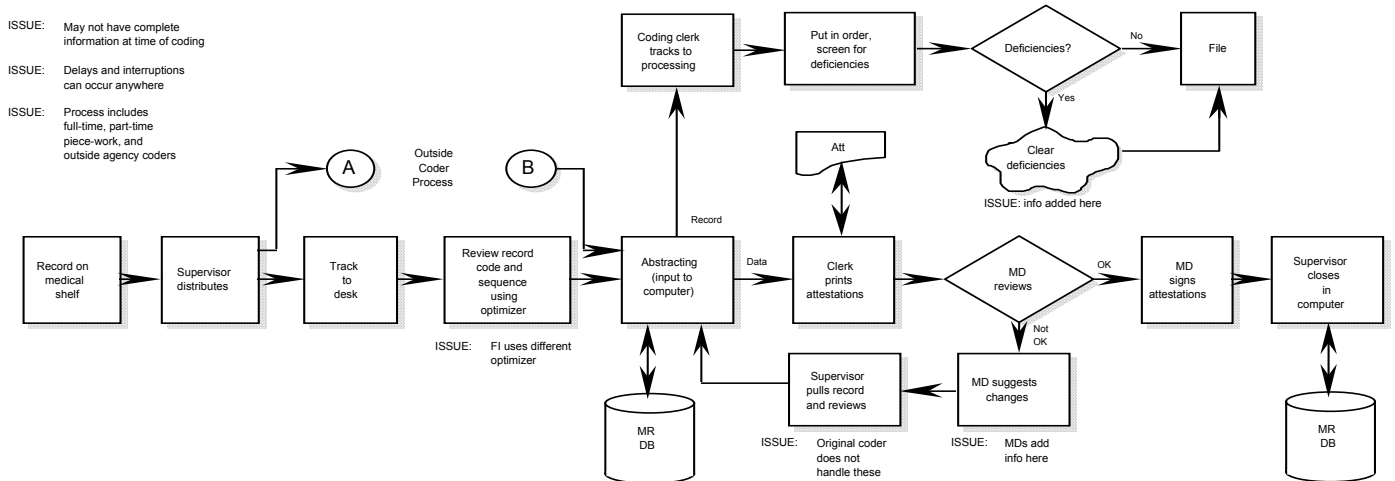 ISSUE: May not have complete
information at time of coding
ISSUE: Delays and interruptions
can occur anywhere
ISSUE: Process includes
full-time, part-time
piece-work, and
outside agency coders
Coding clerk
tracks to
processing
Put in order,
screen for
deficiencies
Deficiencies?
No
File
Yes
Clear
deficiencies
ISSUE: info added here
A
Outside
Coder
Process
B
Att
Record
Record on
medical
shelf
Supervisor
distributes
Track
to
desk
Review record
code and
sequence
using
optimizer
ISSUE: FI uses different
optimizer
Abstracting
(input to
computer)
Data
Clerk
prints
attestations
MD
reviews
OK
MD
signs
attestations
Supervisor
closes
in
computer
Not
OK
MD suggests
changes
ISSUE: MDs add
info here
Supervisor
pulls record
and reviews
ISSUE: Original coder
does not
handle these
MR
DB
MR
DB